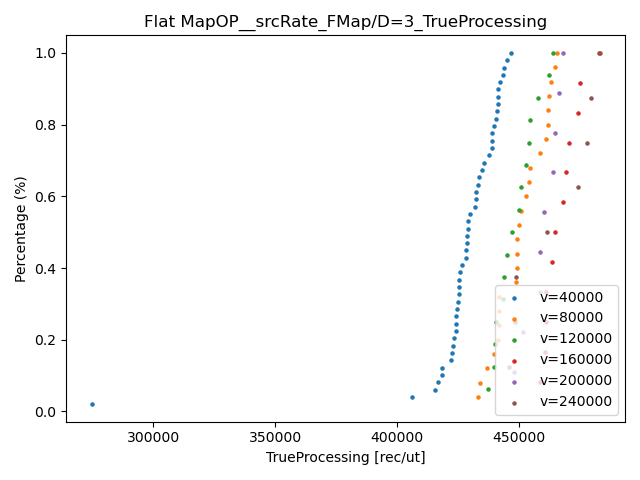 Flat MapOP__srcRate_FMap/D=3_TrueProcessing
Percentage (%)
1.0
0.8
0.6
0.4
0.2
0.0
v=40000
v=80000
v=120000
v=160000
v=200000
v=240000
300000 350000 400000 450000
TrueProcessing [rec/ut]